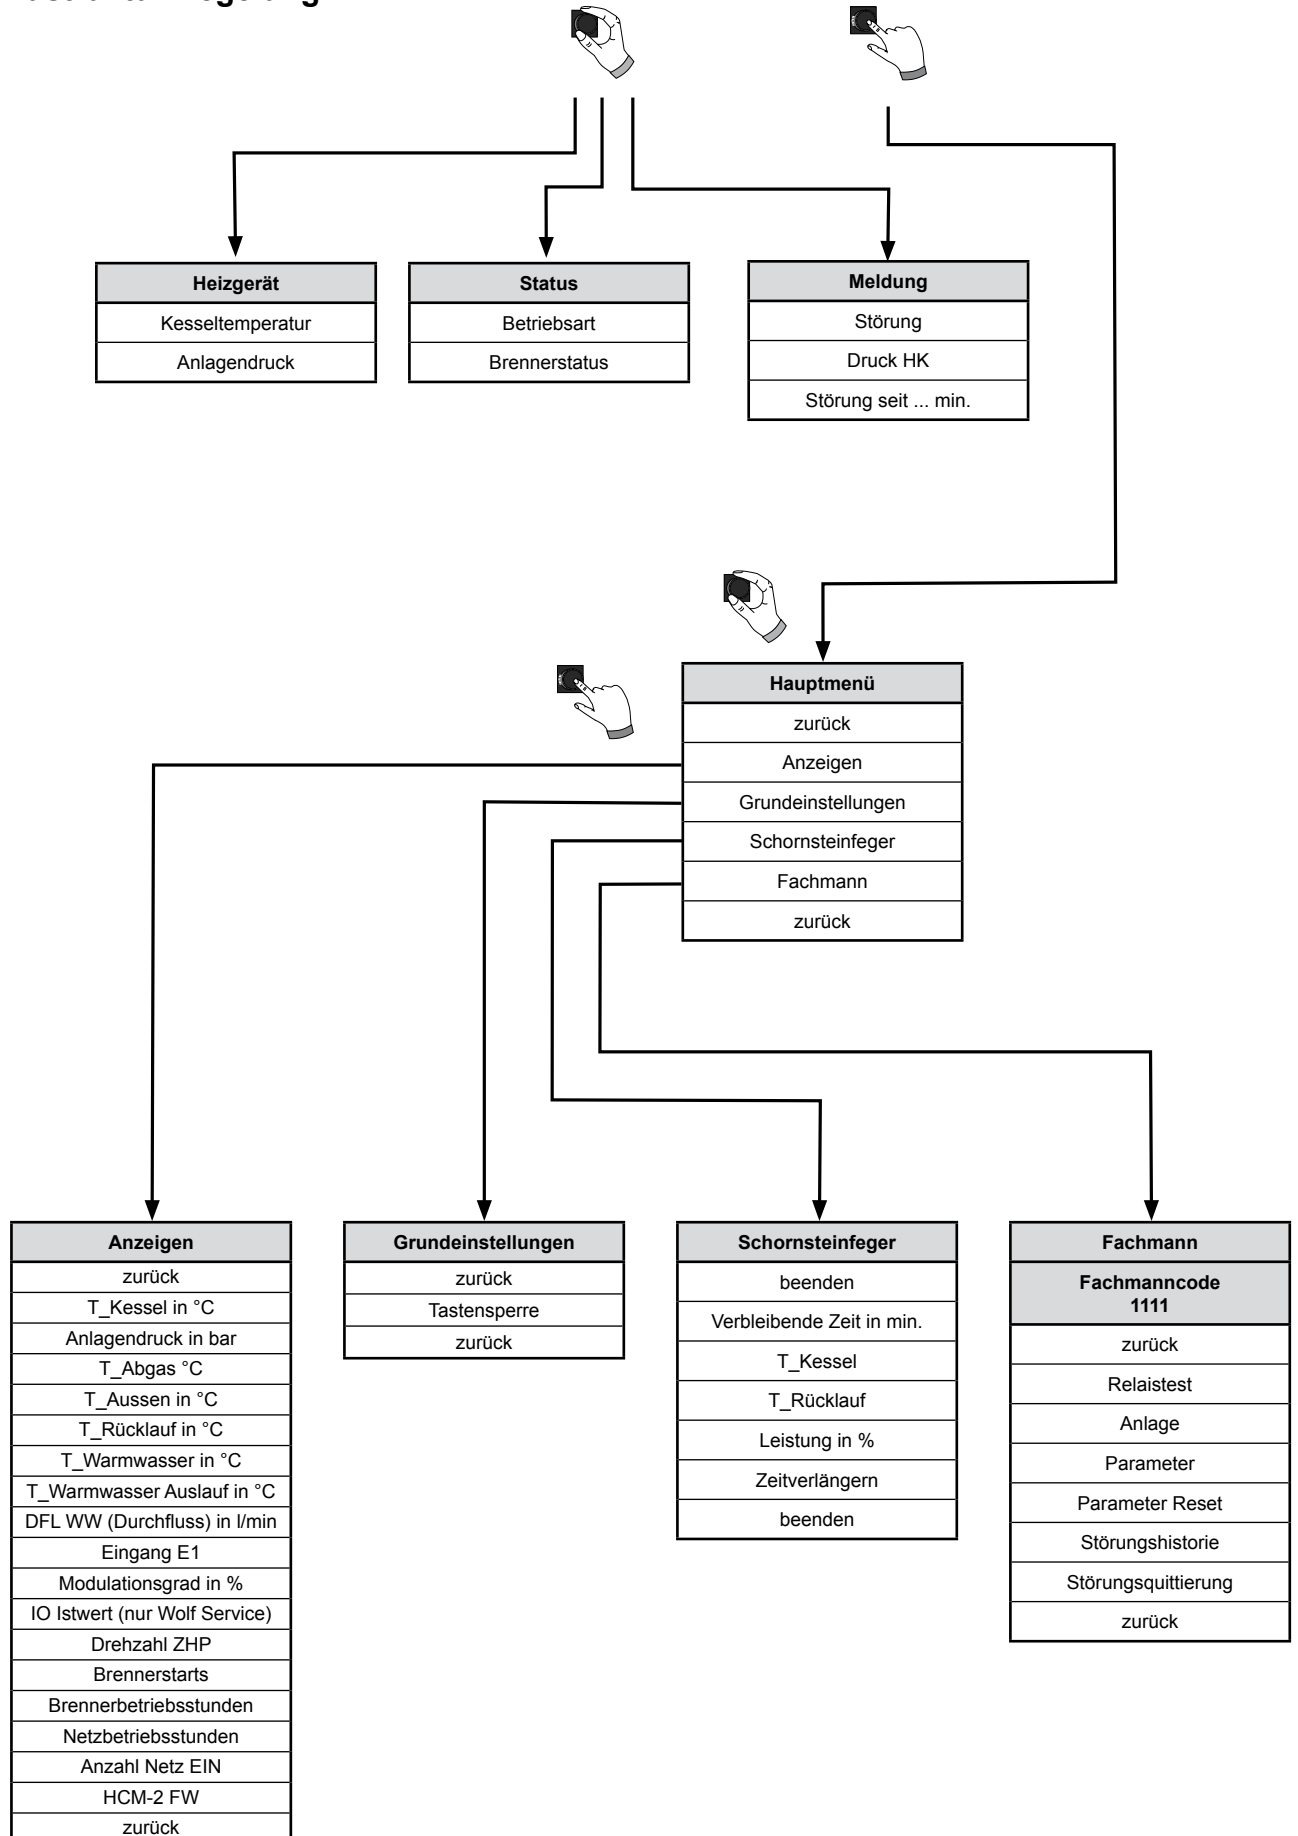 Heizgerät
Kesseltemperatur
Anlagendruck
Status
Betriebsart
Brennerstatus
Meldung
Störung
Druck HK
Störung seit ... min.
Hauptmenü
zurück
Anzeigen
Grundeinstellungen
Schornsteinfeger
Fachmann
zurück
Anzeigen
zurück
T_Kessel in °C
Anlagendruck in bar
T_Abgas °C
T_Aussen in °C
T_Rücklauf in °C
T_Warmwasser in °C
T_Warmwasser Auslauf in °C
DFL WW (Durchfluss) in l/min
Eingang E1
Modulationsgrad in %
IO Istwert (nur Wolf Service)
Drehzahl ZHP
Brennerstarts
Brennerbetriebsstunden
Netzbetriebsstunden
Anzahl Netz EIN
HCM-2 FW
zurück
Grundeinstellungen
zurück
Tastensperre
zurück
Schornsteinfeger
beenden
Verbleibende Zeit in min.
T_Kessel
T_Rücklauf
Leistung in %
Zeitverlängern
beenden
Fachmann
Fachmanncode
1111
zurück
Relaistest
Anlage
Parameter
Parameter Reset
Störungshistorie
Störungsquittierung
zurück